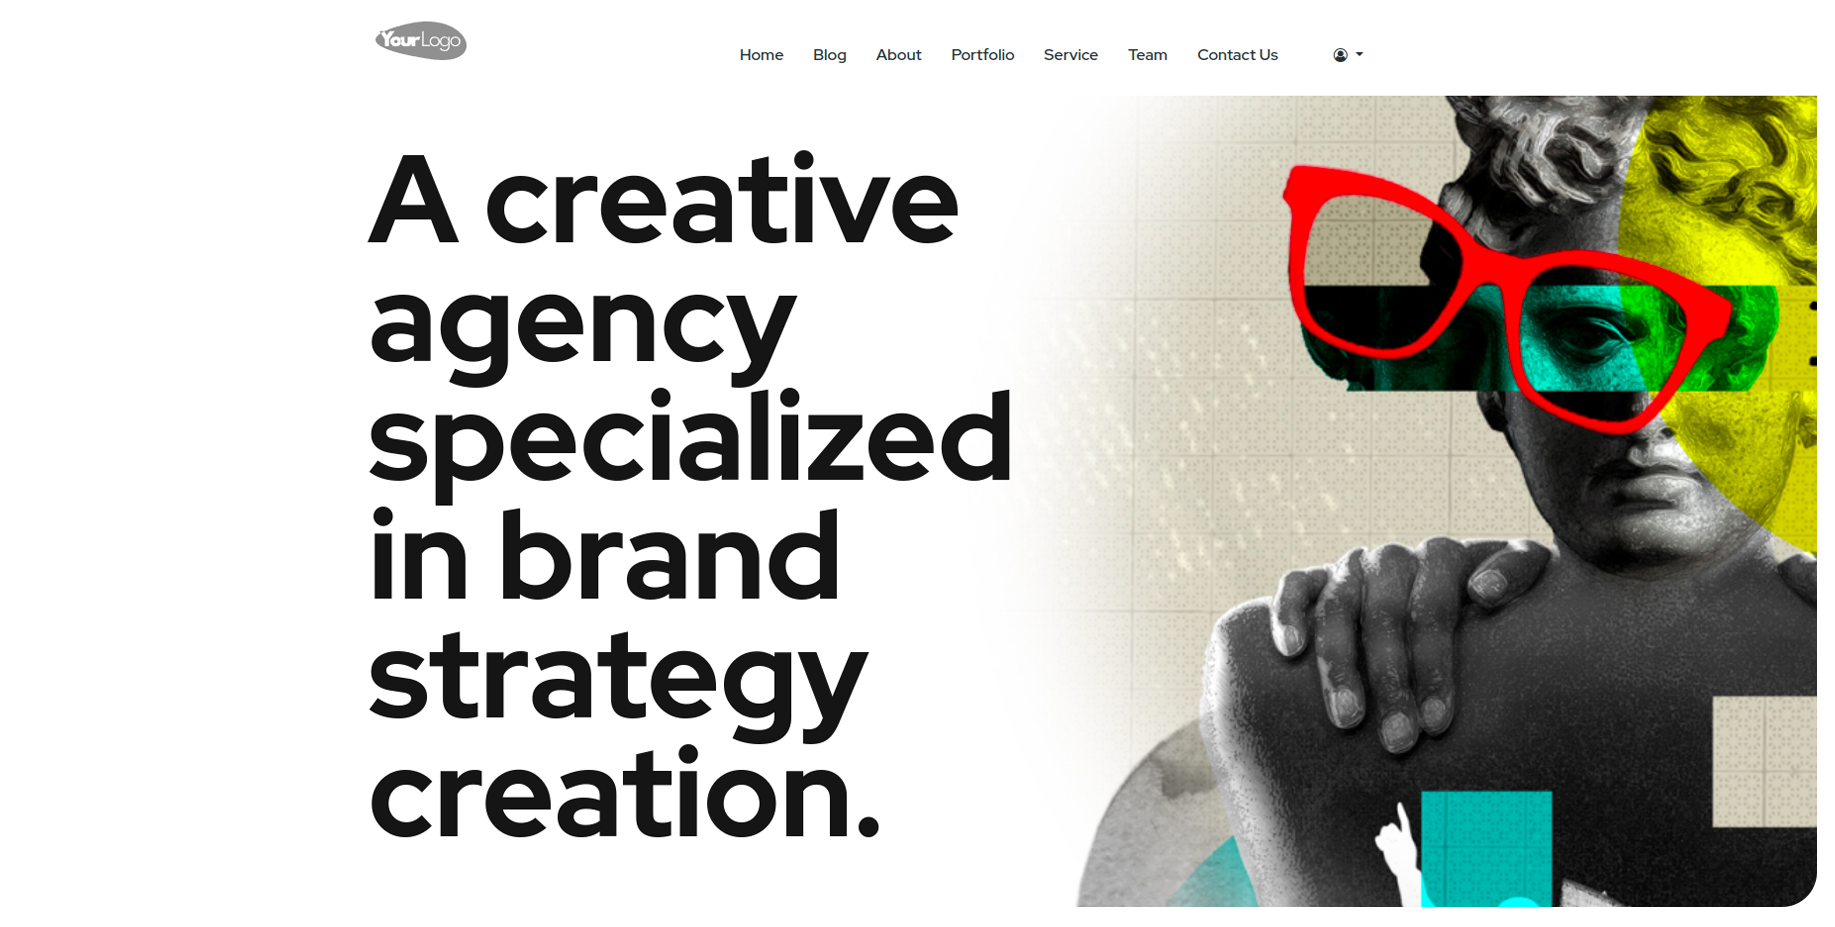 YourLogo
Home Blog About Portfolio Service Team Contact Us
A creative
agency
specialized
in brand
strategy
creation.